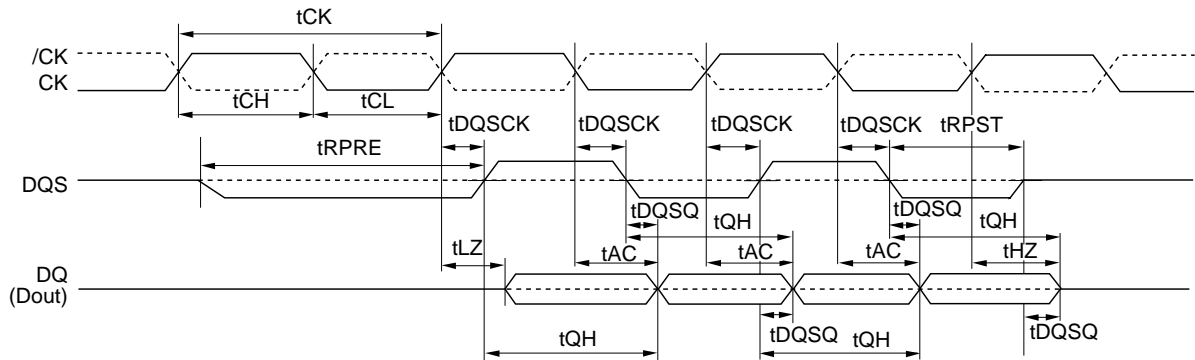 tCK
/CK
CK
tCH tCL
tDQSCK tDQSCK tDQSCK tDQSCK tRPST
tRPRE
DQS
tDQSQ tDQSQ
tQH tQH
tLZ tAC tAC tAC tHZ
DQ
(Dout)
tQH tDQSQ tQH tDQSQ